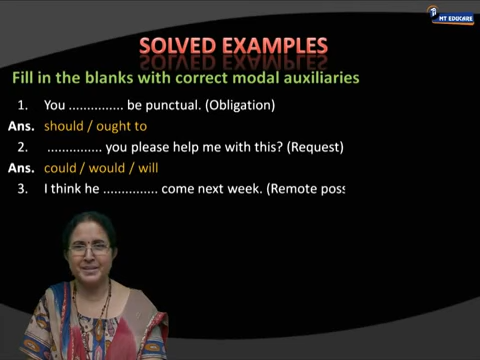 MT EDUCARE
SOLVED EXAMPLES
Fill in the blanks with correct modal auxiliaries
1. You ............... be punctual. (Obligation)
Ans. should / ought to
2. ............... you please help me with this? (Request)
Ans. could / would / will
3. I think he ............... come next week. (Remote poss